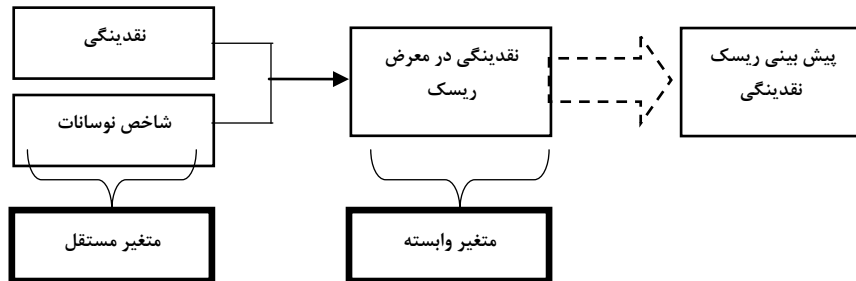 نقدینگی
شاخص نوسانات
نقدینگی در معرض
ریسک
پیش بینی ریسک
نقدینگی
متغیر مستقل
متغیر وابسته